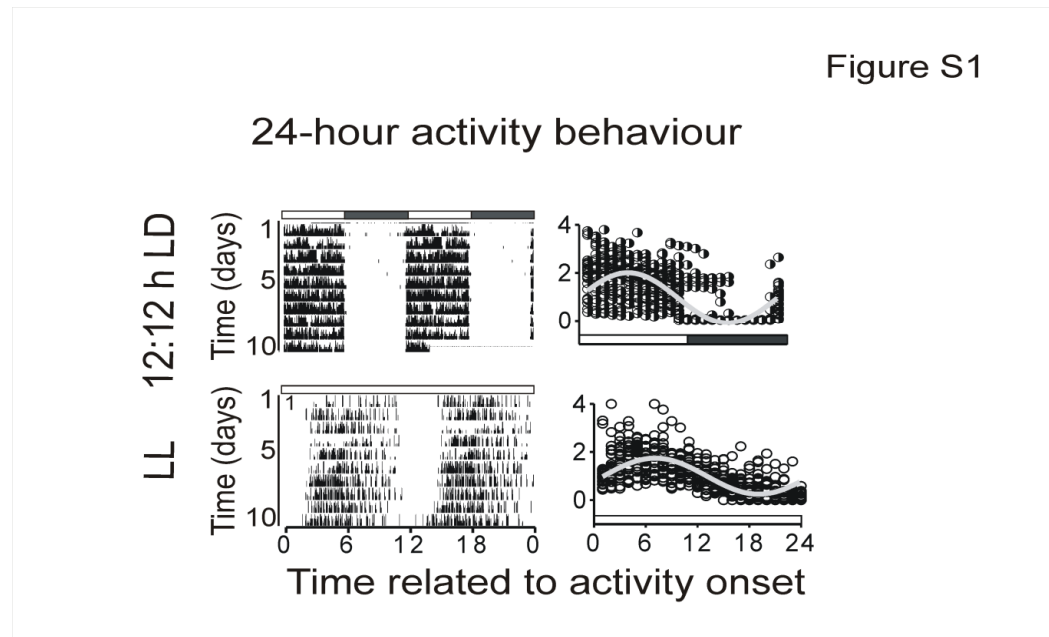 Figure S1
24-hour activity behaviour
12:12 h LD
Time (days)
1
5
10
4
2
0
LL
Time (days)
1
5
10
1
0 6 12 18 0
4
2
0
0 6 12 18 24
Time related to activity onset